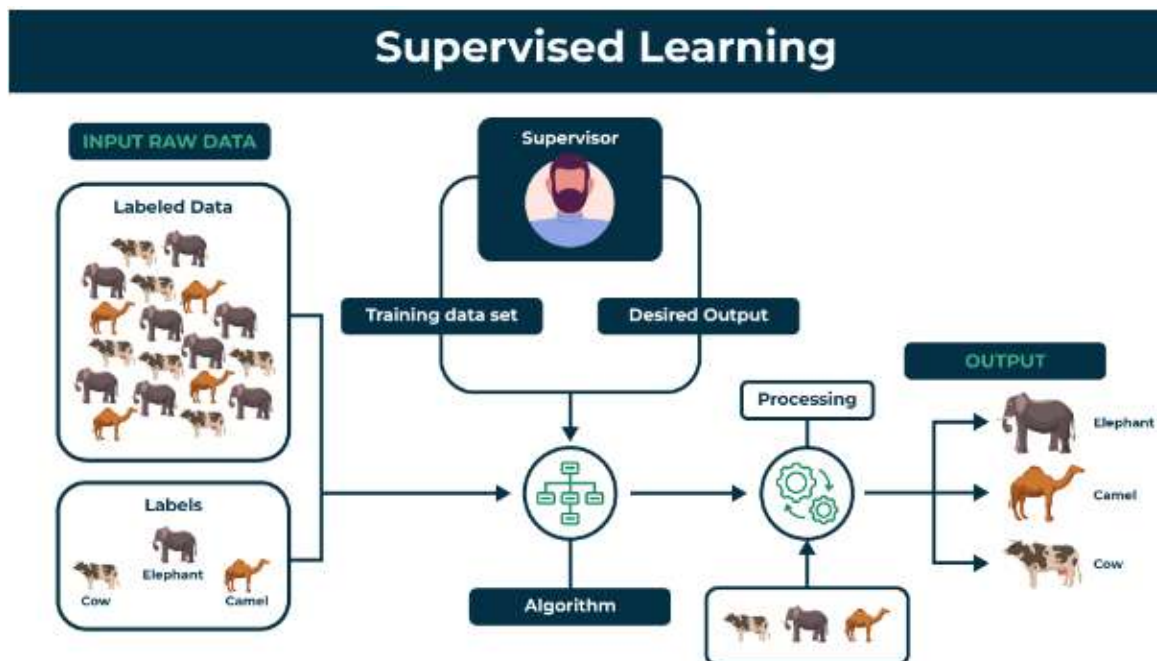 Supervised Learning
INPUT RAW DATA
Labeled Data
Labels
Elephant
Cow
Camel
Supervisor
Training data set
Desired Output
Algorithm
Processing
OUTPUT
Elephant
Camel
Cow